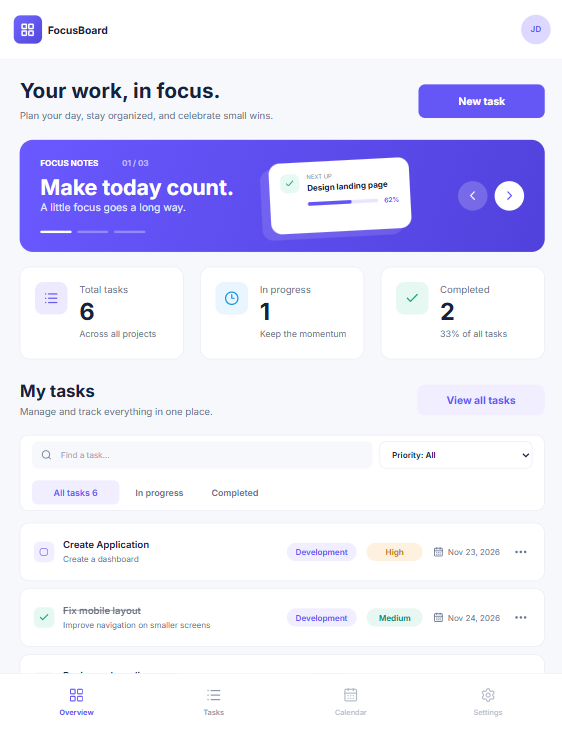 FocusBoard
JD
Your work, in focus.
Plan your day, stay organized, and celebrate small wins.
New task
FOCUS NOTES 01 / 03
Make today count.
A little focus goes a long way.
NEXT UP
Design landing page
62%
Total tasks
6
Across all projects
In progress
1
Keep the momentum
Completed
2
33% of all tasks
My tasks
Manage and track everything in one place.
View all tasks
Find a task...
Priority: All
All tasks 6
In progress
Completed
Create Application
Create a dashboard
Development
High
Nov 23, 2026
Fix mobile layout
Improve navigation on smaller screens
Development
Medium
Nov 24, 2026
Overview
Tasks
Calendar
Settings